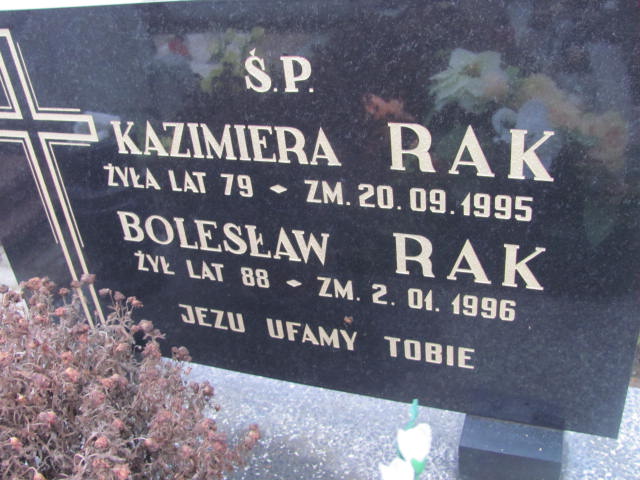 Ś.P.
KAZIMIERA RAK
ŻYŁA LAT 79 - ZM. 20.09.1995
BOLESŁAW RAK
ŻYŁ LAT 88 - ZM. 2.01.1996
JEZU UFAMY TOBIE